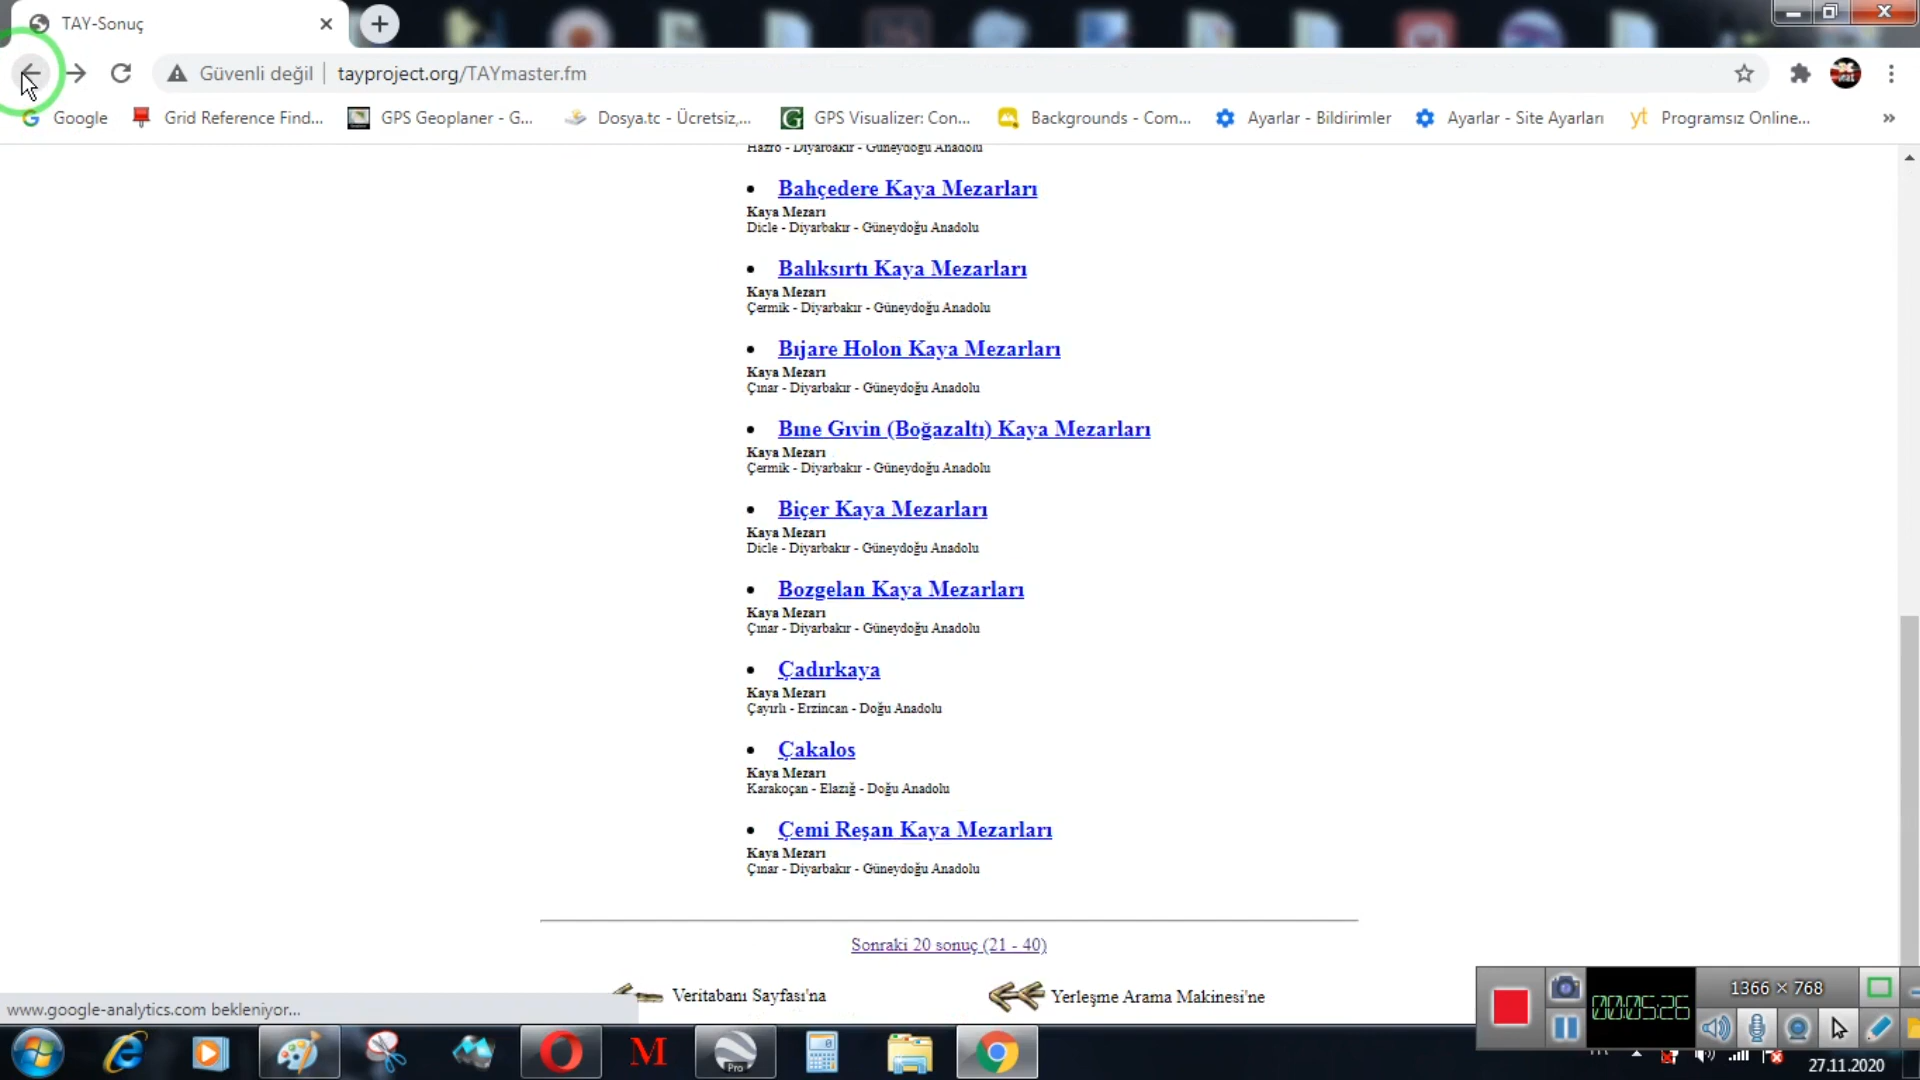 TAY-Sonuç
Güvenli değil
tayproject.org/TAYmaster.fm
Google
Grid Reference Find...
GPS Geoplaner - G...
Dosya.tc - Ücretsiz,...
GPS Visualizer: Con...
Backgrounds - Com...
Ayarlar - Bildirimler
Ayarlar - Site Ayarları
yt Programsız Online...
Hazro - Diyarbakır - Güneydoğu Anadolu
Bahçedere Kaya Mezarları
Kaya Mezarı
Dicle - Diyarbakır - Güneydoğu Anadolu
Balıksırtı Kaya Mezarları
Kaya Mezarı
Çermik - Diyarbakır - Güneydoğu Anadolu
Bıjare Holon Kaya Mezarları
Kaya Mezarı
Çınar - Diyarbakır - Güneydoğu Anadolu
Bıne Gıvin (Boğazaltı) Kaya Mezarları
Kaya Mezarı
Çermik - Diyarbakır - Güneydoğu Anadolu
Biçer Kaya Mezarları
Kaya Mezarı
Dicle - Diyarbakır - Güneydoğu Anadolu
Bozgelan Kaya Mezarları
Kaya Mezarı
Çınar - Diyarbakır - Güneydoğu Anadolu
Çadırkaya
Kaya Mezarı
Çayırlı - Erzincan - Doğu Anadolu
Çakalos
Kaya Mezarı
Karakoçan - Elazığ - Doğu Anadolu
Çemi Reşan Kaya Mezarları
Kaya Mezarı
Çınar - Diyarbakır - Güneydoğu Anadolu
Sonraki 20 sonuç (21 - 40)
Veritabanı Sayfası'na
Yerleşme Arama Makinesi'ne
www.google-analytics.com bekleniyor...
00:05:26
1366 × 768
M
Pro
27.11.2020